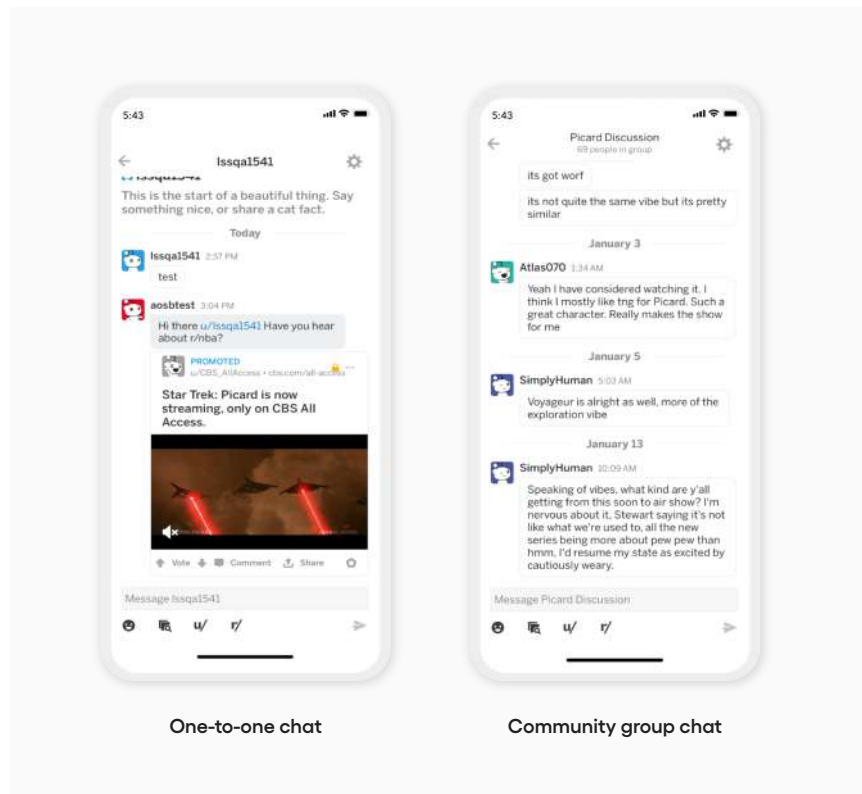 5:43
lssqa1541
This is the start of a beautiful thing. Say
something nice, or share a cat fact.
Today
lssqa1541 2:57 PM
test
aosbtest 3:04 PM
Hi there u/lssqa1541 Have you hear
about r/nba?
PROMOTED
u/CBS_AllAccess • cbs.com/all-access
Star Trek: Picard is now
streaming, only on CBS All
Access.
Vote Comment Share
Message lssqa1541
u/ r/
One-to-one chat
5:43
Picard Discussion
69 people in group
its got worf
its not quite the same vibe but its pretty
similar
January 3
Atlas070 1:34 AM
Yeah I have considered watching it. I
think I mostly like tng for Picard. Such a
great character. Really makes the show
for me
January 5
SimplyHuman 5:03 AM
Voyageur is alright as well, more of the
exploration vibe
January 13
SimplyHuman 10:09 AM
Speaking of vibes, what kind are y'all
getting from this soon to air show? I'm
nervous about it, Stewart saying it's not
like what we're used to, all the new
series being more about pew pew than
hmm, I'd resume my state as excited by
cautiously weary.
Message Picard Discussion
u/ r/
Community group chat